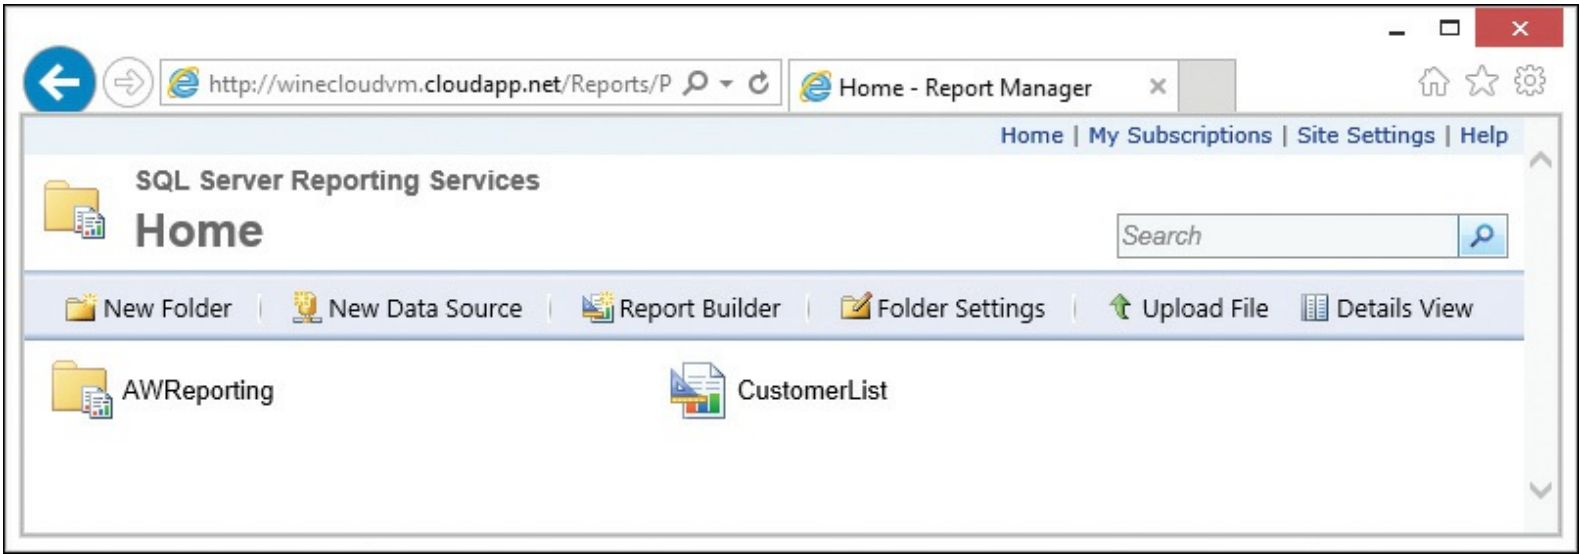 http://winecloudvm.cloudapp.net/Reports/P
Home - Report Manager
Home | My Subscriptions | Site Settings | Help
SQL Server Reporting Services
Home
Search
New Folder | New Data Source | Report Builder | Folder Settings | Upload File Details View
AWReporting CustomerList